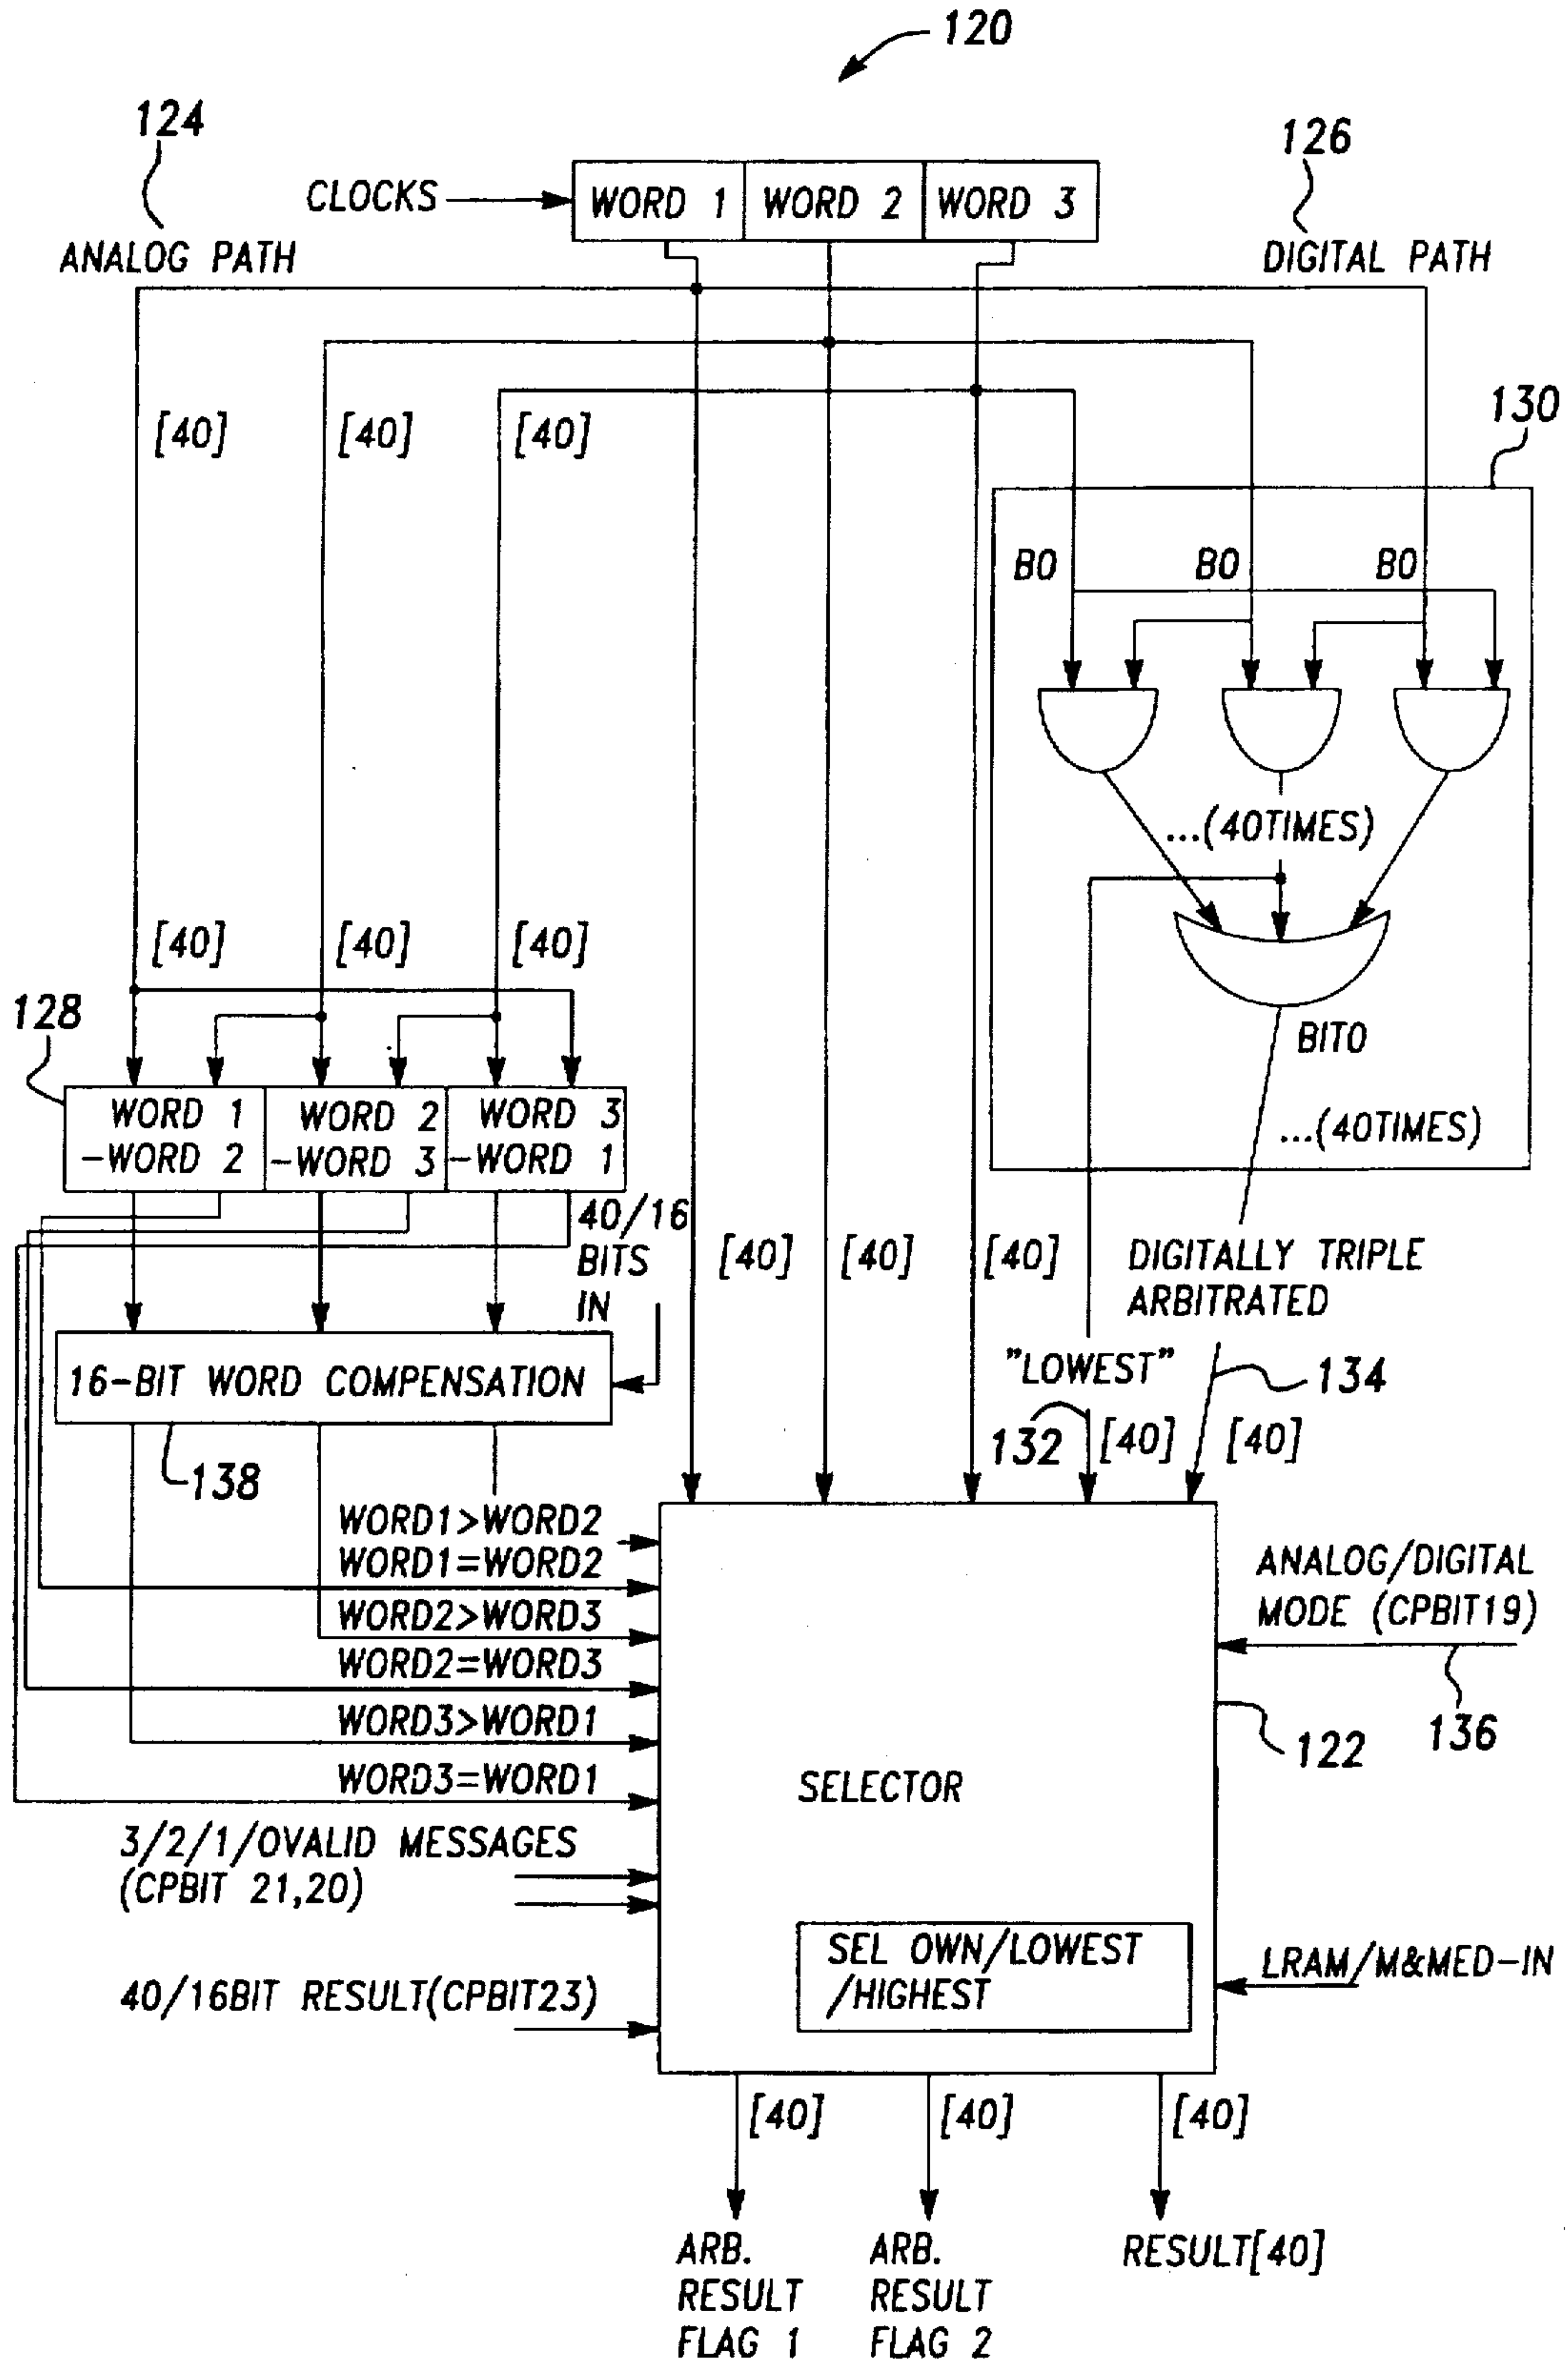 120
124
126
CLOCKS
WORD 1 WORD 2 WORD 3
ANALOG PATH
DIGITAL PATH
[40] [40] [40]
130
BO BO BO
...(40TIMES)
[40] [40] [40]
BITO
...(40TIMES)
128
WORD 1
-WORD 2
WORD 2
-WORD 3
WORD 3
-WORD 1
40/16
BITS
IN
[40] [40] [40]
DIGITALLY TRIPLE
ARBITRATED
16-BIT WORD COMPENSATION
138
"LOWEST"
134
132
[40] [40]
WORD1>WORD2
WORD1=WORD2
WORD2>WORD3
WORD2=WORD3
WORD3>WORD1
WORD3=WORD1
ANALOG/DIGITAL
MODE (CPBIT19)
136
122
SELECTOR
3/2/1/OVALID MESSAGES
(CPBIT 21,20)
SEL OWN/LOWEST
/HIGHEST
LRAM/M&MED-IN
40/16BIT RESULT(CPBIT23)
[40] [40] [40]
ARB.
RESULT
FLAG 1
ARB.
RESULT
FLAG 2
RESULT[40]